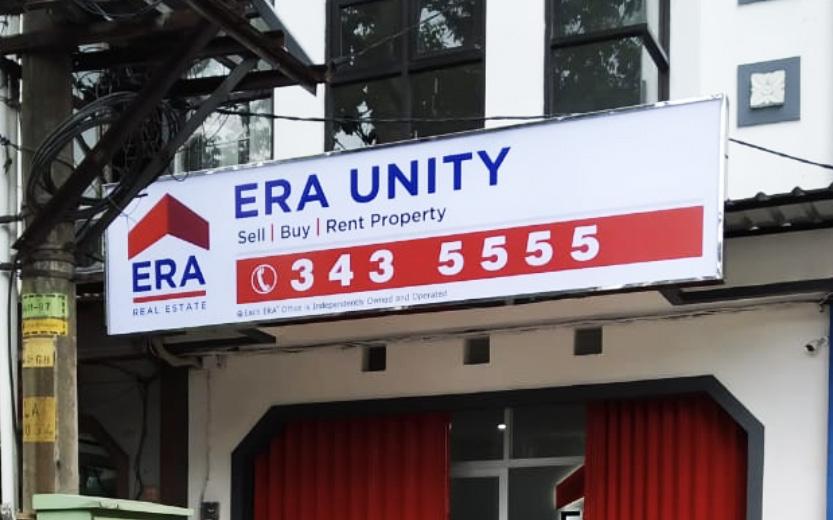 ERA UNITY
Sell | Buy | Rent Property
343 5555
Each ERA® Office is Independently Owned and Operated
ERA
REAL ESTATE